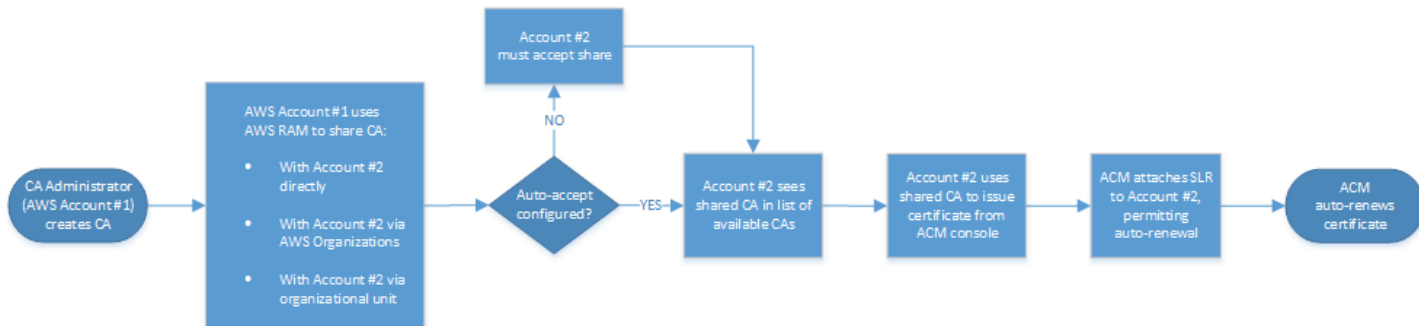 CA Administrator
(AWS Account #1)
creates CA
AWS Account #1 uses
AWS RAM to share CA:
• With Account #2
directly
• With Account #2 via
AWS Organizations
• With Account #2 via
organizational unit
Auto-accept
configured?
NO
Account #2
must accept share
YES
Account #2 sees
shared CA in list of
available CAs
Account #2 uses
shared CA to issue
certificate from
ACM console
ACM attaches SLR
to Account #2,
permitting
auto-renewal
ACM
auto-renews
certificate